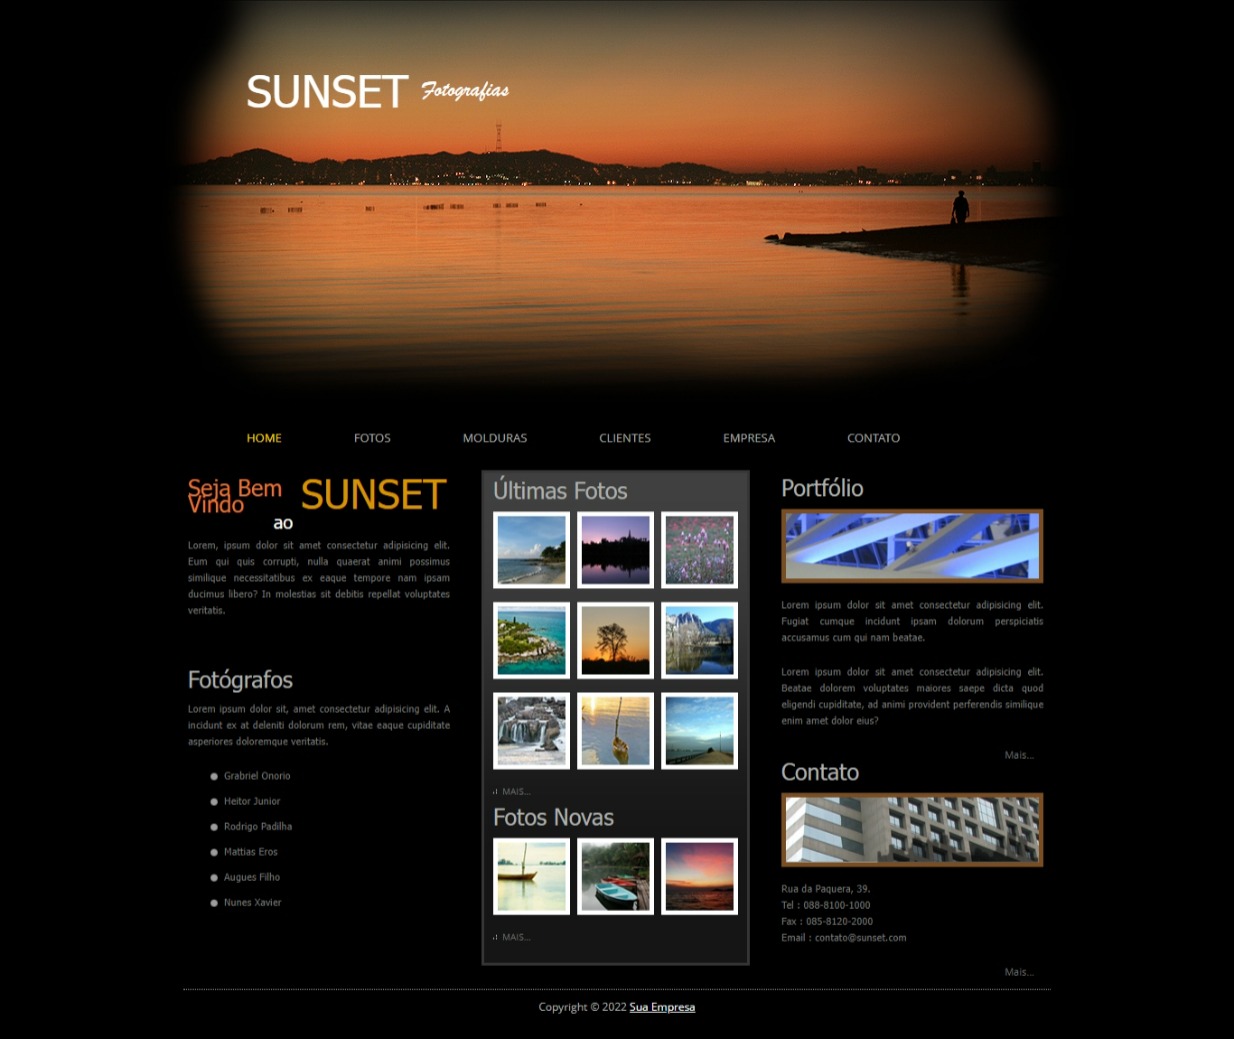 SUNSET Fotografias
HOME FOTOS MOLDURAS CLIENTES EMPRESA CONTATO
Seja Bem
Vindo
ao
SUNSET
Lorem, ipsum dolor sit amet consectetur adipisicing elit.
Eum qui quis corrupti, nulla quaerat animi possimus
similique necessitatibus ex eaque tempore nam ipsam
ducimus libero? In molestias sit debitis repellat voluptates
veritatis.
Fotógrafos
Lorem ipsum dolor sit, amet consectetur adipisicing elit. A
incidunt ex at deleniti dolorum rem, vitae eaque cupiditate
asperiores doloremque veritatis.
Grabriel Onorio
Heitor Junior
Rodrigo Padilha
Mattias Eros
Augues Filho
Nunes Xavier
Últimas Fotos
MAIS...
Fotos Novas
MAIS...
Portfólio
Lorem ipsum dolor sit amet consectetur adipisicing elit.
Fugiat cumque incidunt ipsam dolorum perspiciatis
accusamus cum qui nam beatae.
Lorem ipsum dolor sit amet consectetur adipisicing elit.
Beatae dolorem voluptates maiores saepe dicta quod
eligendi cupiditate, ad animi provident perferendis similique
enim amet dolor eius?
Mais...
Contato
Rua da Paquera, 39.
Tel : 088-8100-1000
Fax : 085-8120-2000
Email : contato@sunset.com
Mais...
Copyright © 2022 Sua Empresa